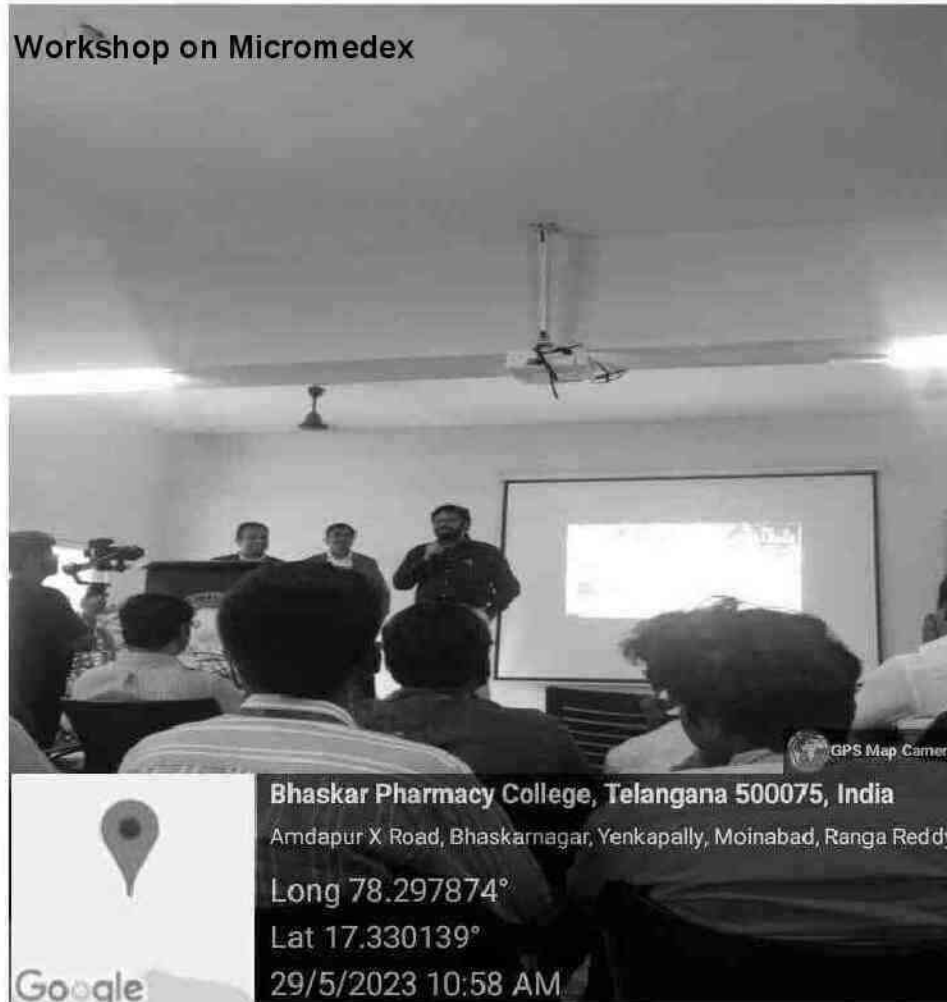 Workshop on Micromedex
GPS Map Camer
Bhaskar Pharmacy College, Telangana 500075, India
Amdapur X Road, Bhaskarnagar, Yenkapally, Moinabad, Ranga Reddy
Long 78.297874°
Lat 17.330139°
29/5/2023 10:58 AM
Google